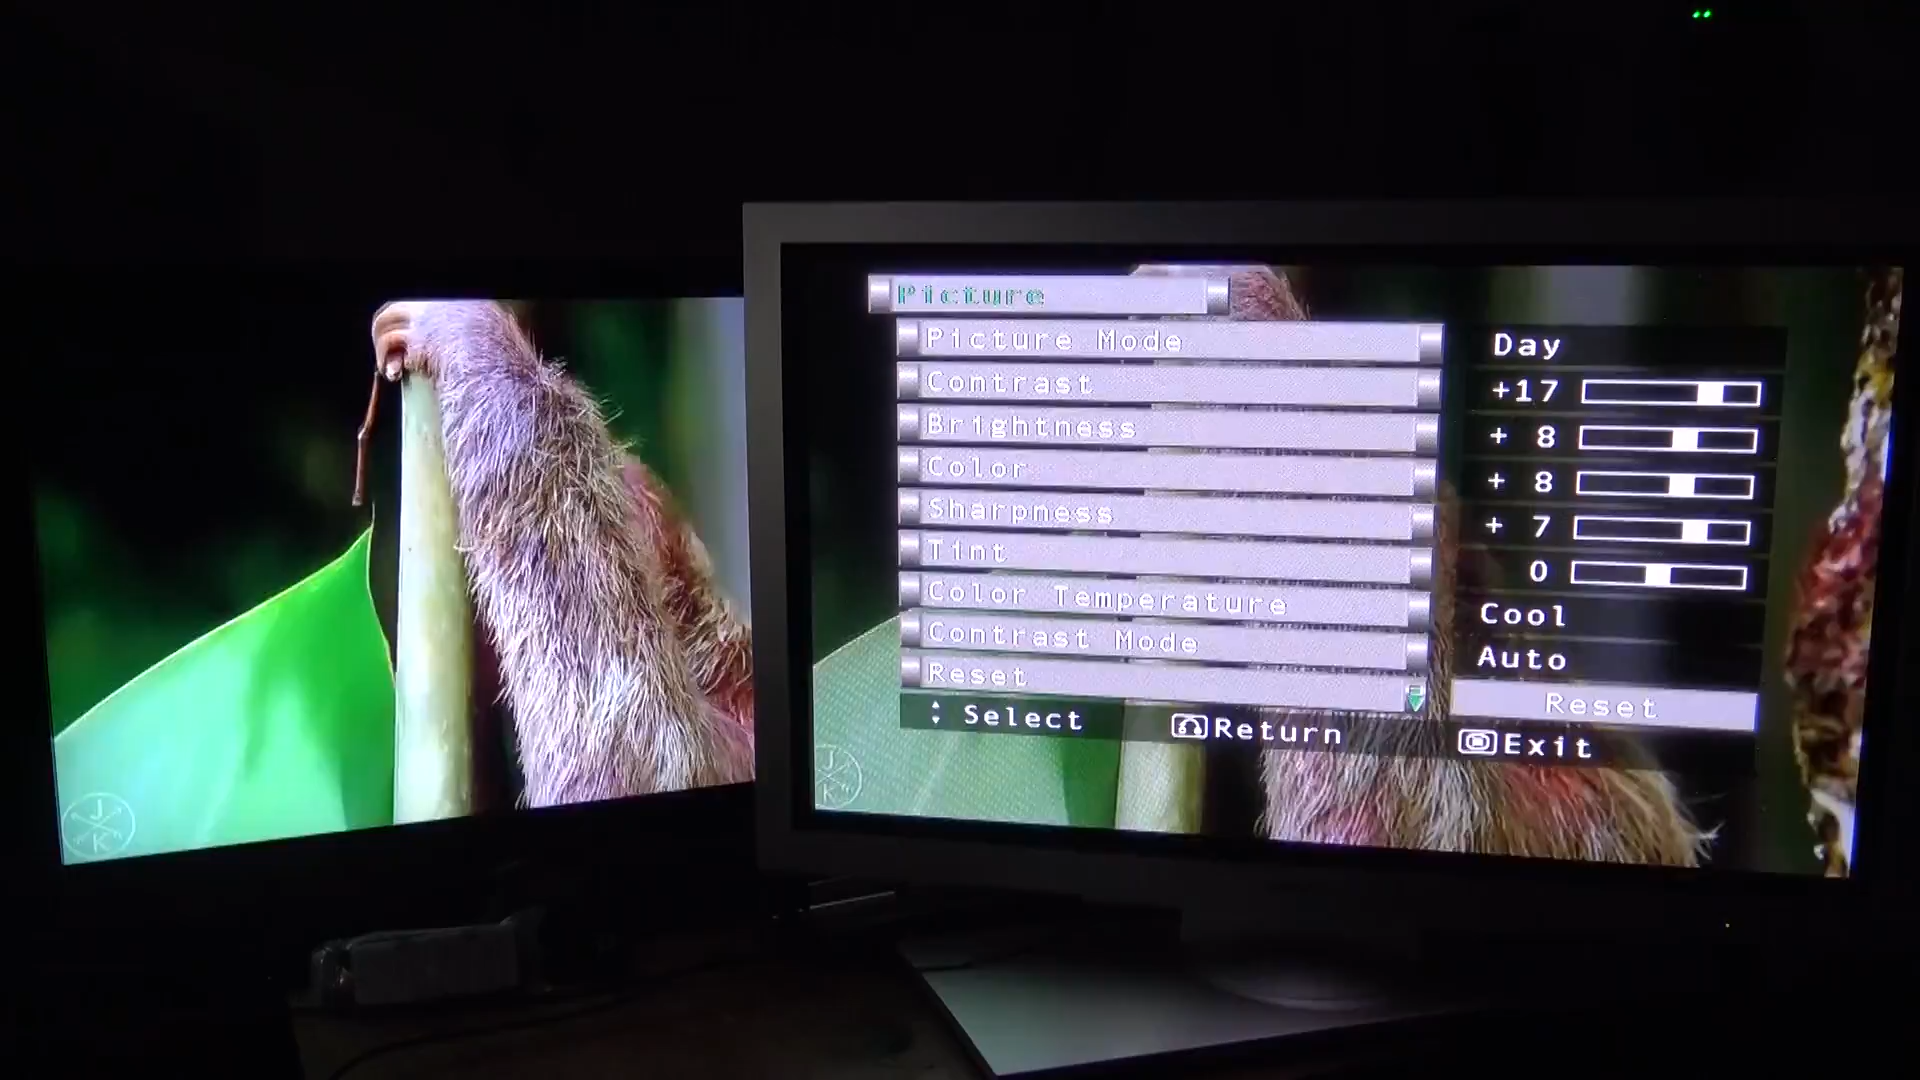 Picture
Picture Mode Day
Contrast +17
Brightness + 8
Color + 8
Sharpness + 7
Tint 0
Color Temperature Cool
Contrast Mode Auto
Reset Reset
Select Return Exit
J
K
J
K